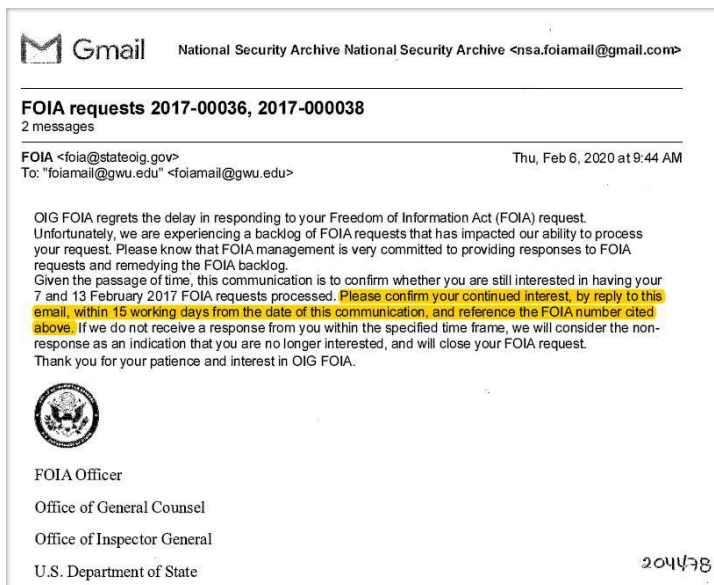 Gmail
National Security Archive National Security Archive <nsa.foiamail@gmail.com>
FOIA requests 2017-00036, 2017-000038
2 messages
FOIA <foia@stateoig.gov>
Thu, Feb 6, 2020 at 9:44 AM
To: "foiamail@gwu.edu" <foiamail@gwu.edu>
OIG FOIA regrets the delay in responding to your Freedom of Information Act (FOIA) request.
Unfortunately, we are experiencing a backlog of FOIA requests that has impacted our ability to process
your request. Please know that FOIA management is very committed to providing responses to FOIA
requests and remedying the FOIA backlog.
Given the passage of time, this communication is to confirm whether you are still interested in having your
7 and 13 February 2017 FOIA requests processed. Please confirm your continued interest, by reply to this
email, within 15 working days from the date of this communication, and reference the FOIA number cited
above. If we do not receive a response from you within the specified time frame, we will consider the non-
response as an indication that you are no longer interested, and will close your FOIA request.
Thank you for your patience and interest in OIG FOIA.
FOIA Officer
Office of General Counsel
Office of Inspector General
U.S. Department of State
204478